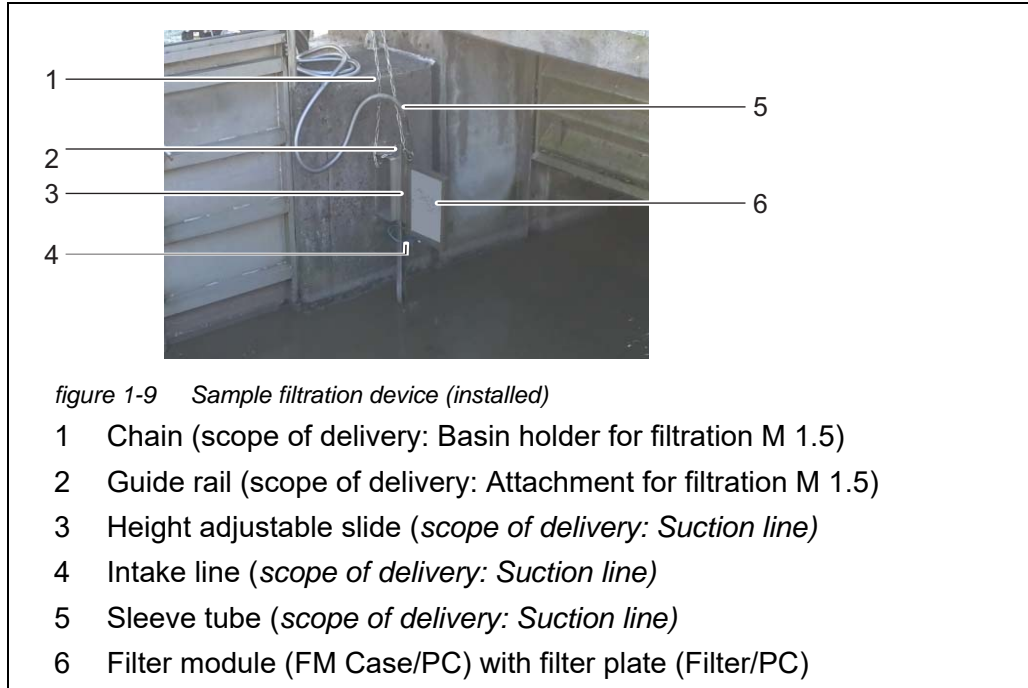 1
2
3
4
5
6
figure 1-9 Sample filtration device (installed)
1 Chain (scope of delivery: Basin holder for filtration M 1.5)
2 Guide rail (scope of delivery: Attachment for filtration M 1.5)
3 Height adjustable slide (scope of delivery: Suction line)
4 Intake line (scope of delivery: Suction line)
5 Sleeve tube (scope of delivery: Suction line)
6 Filter module (FM Case/PC) with filter plate (Filter/PC)